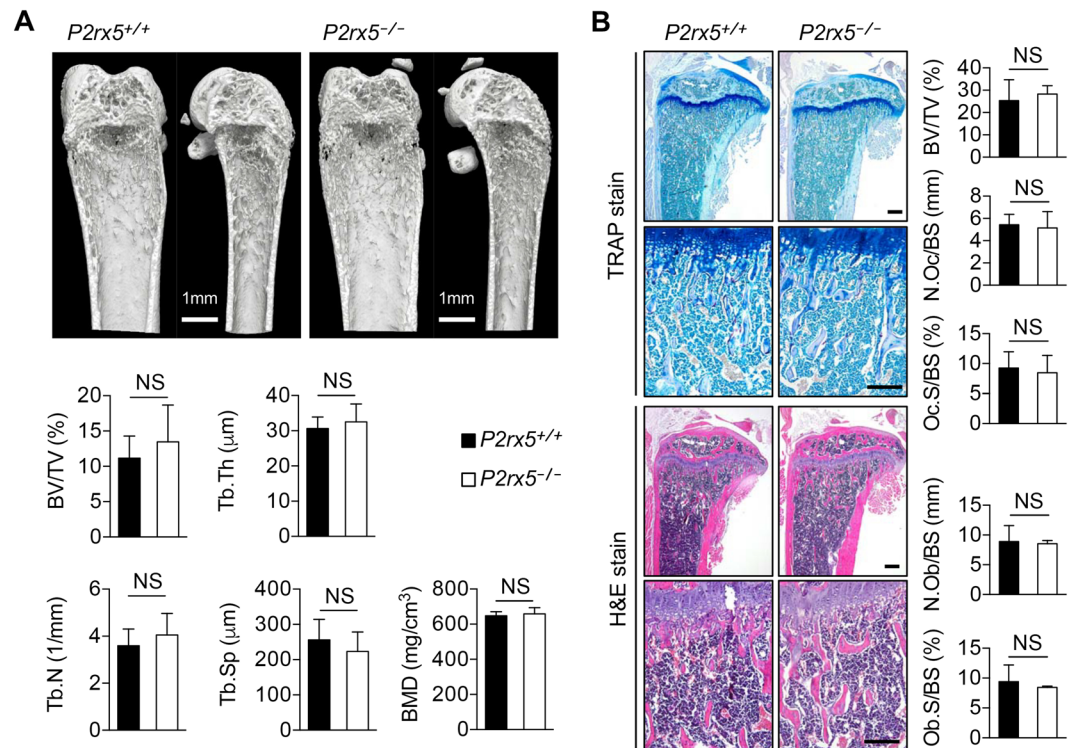 A
P2rx5+/+
P2rx5−/−
1mm
1mm
NS
BV/TV (%)
20
15
10
5
0
NS
Tb.Th (μm)
40
30
20
10
0
P2rx5+/+
P2rx5−/−
NS
Tb.N (1/mm)
6
4
2
0
NS
Tb.Sp (μm)
400
300
200
100
0
NS
BMD (mg/cm³)
800
600
400
200
0
B
P2rx5+/+
P2rx5−/−
TRAP stain
H&E stain
NS
BV/TV (%)
40
30
20
10
0
NS
N.Oc/BS (mm)
8
6
4
2
0
NS
Oc.S/BS (%)
15
10
5
0
NS
N.Ob/BS (mm)
15
10
5
0
NS
Ob.S/BS (%)
15
10
5
0